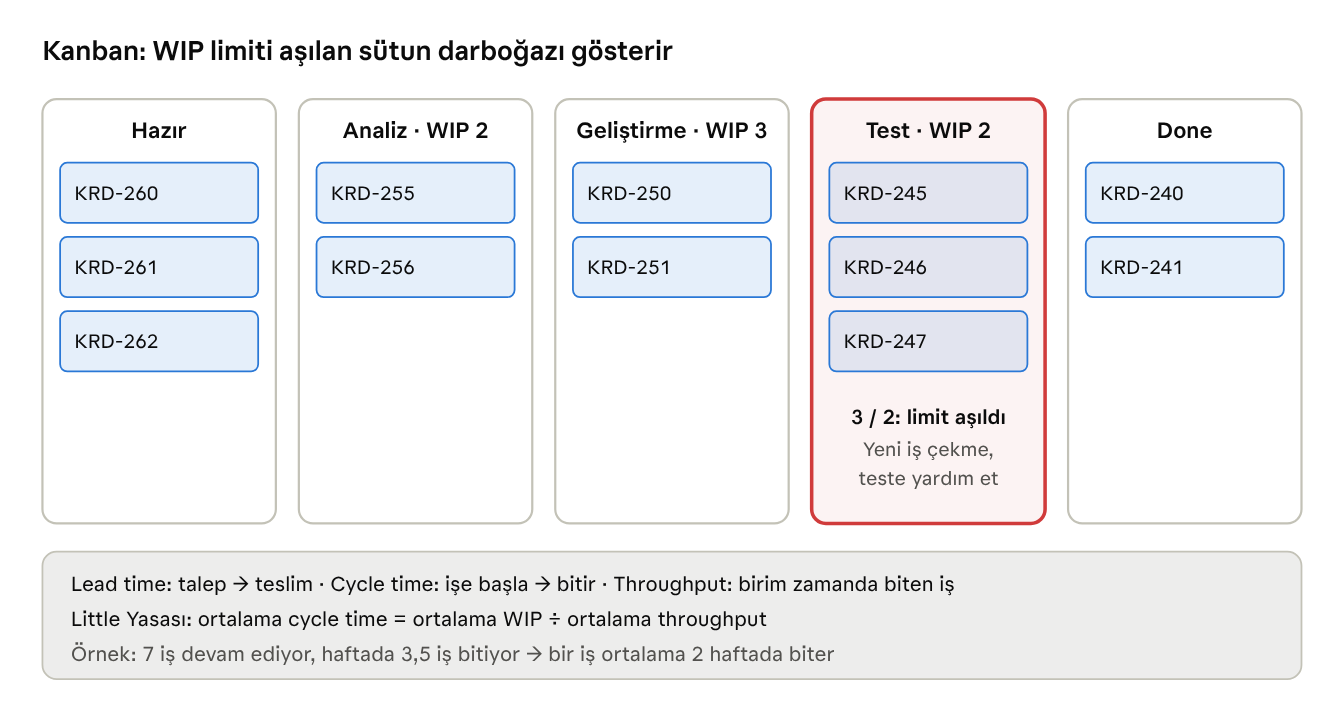 Kanban: WIP limiti aşılan sütun darboğazı gösterir
Hazır
KRD-260
KRD-261
KRD-262
Analiz · WIP 2
KRD-255
KRD-256
Geliştirme · WIP 3
KRD-250
KRD-251
Test · WIP 2
KRD-245
KRD-246
KRD-247
3 / 2: limit aşıldı
Yeni iş çekme,
teste yardım et
Done
KRD-240
KRD-241
Lead time: talep → teslim · Cycle time: işe başla → bitir · Throughput: birim zamanda biten iş
Little Yasası: ortalama cycle time = ortalama WIP ÷ ortalama throughput
Örnek: 7 iş devam ediyor, haftada 3,5 iş bitiyor → bir iş ortalama 2 haftada biter